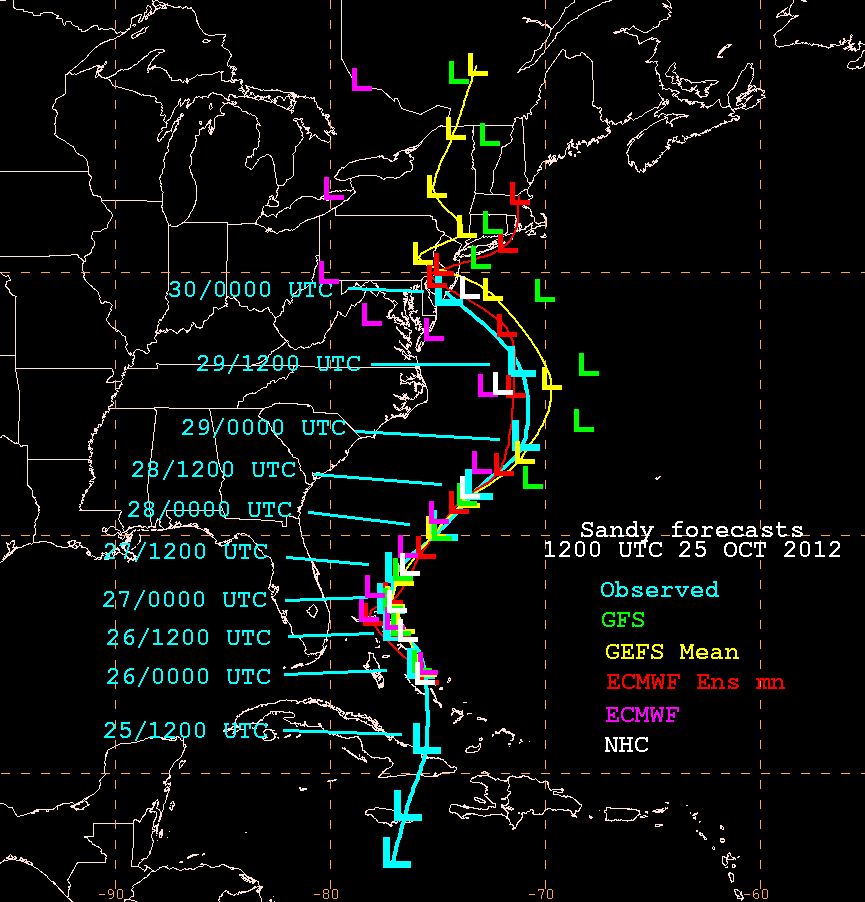 30/0000 UTC
29/1200 UTC
29/0000 UTC
28/1200 UTC
28/0000 UTC
Sandy forecasts
1200 UTC 25 OCT 2012
27/1200 UTC
Observed
27/0000 UTC
GFS
26/1200 UTC
GEFS Mean
26/0000 UTC
ECMWF Ens mn
ECMWF
25/1200 UTC
NHC
-90 -80 -70 -60